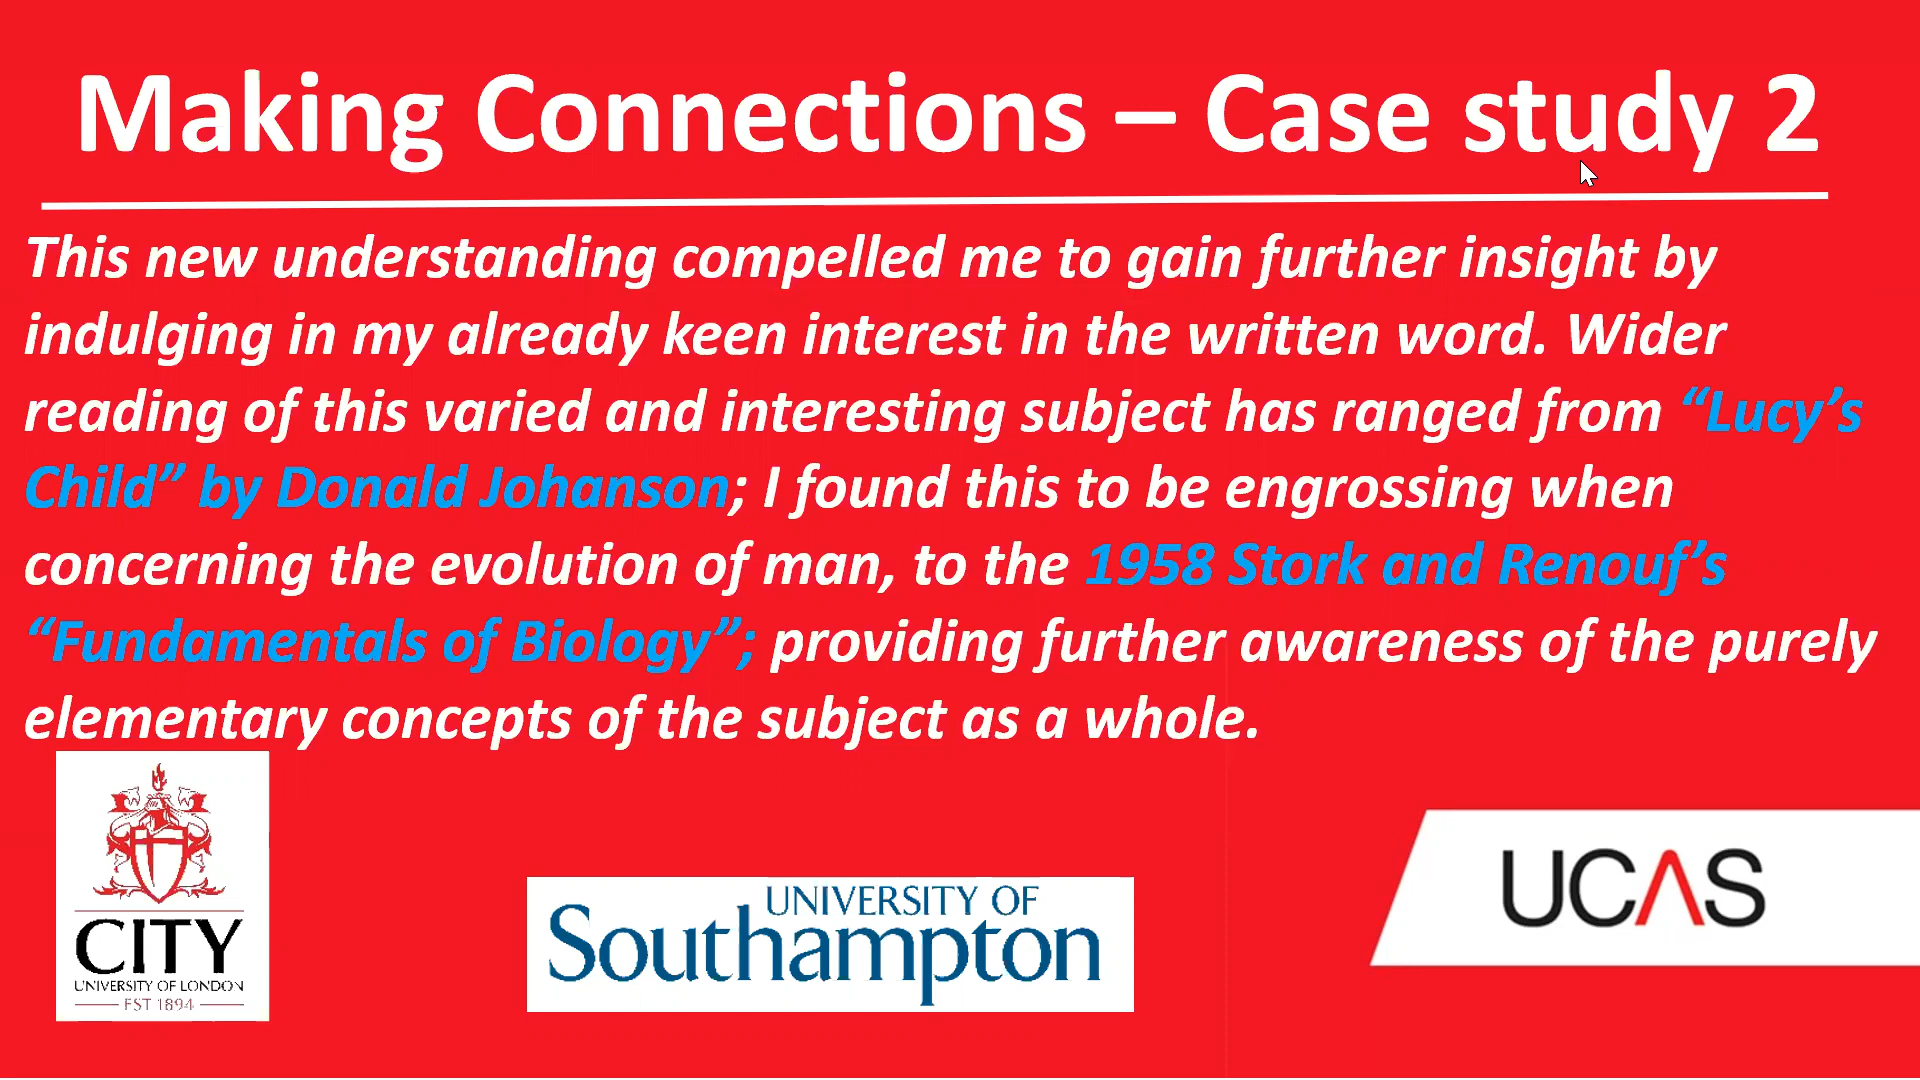 Making Connections – Case study 2
This new understanding compelled me to gain further insight by
indulging in my already keen interest in the written word. Wider
reading of this varied and interesting subject has ranged from “Lucy’s
Child” by Donald Johanson; I found this to be engrossing when
concerning the evolution of man, to the 1958 Stork and Renouf’s
“Fundamentals of Biology”; providing further awareness of the purely
elementary concepts of the subject as a whole.
CITY
UNIVERSITY OF LONDON
EST 1894
UNIVERSITY OF
Southampton
UCAS